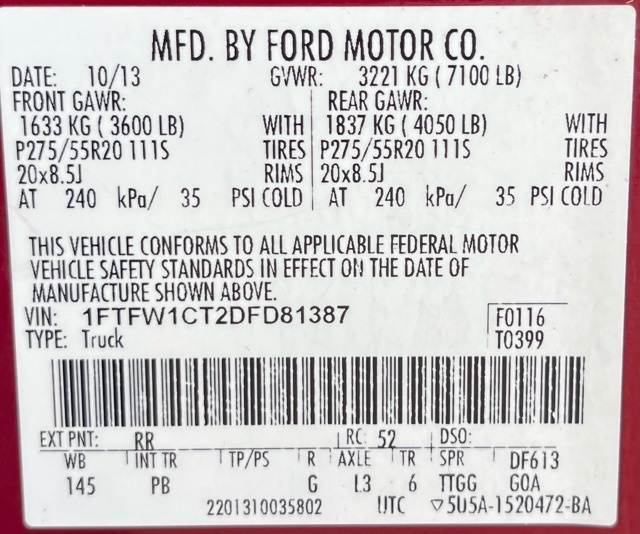 MFD. BY FORD MOTOR CO.
DATE: 10/13 GVWR: 3221 KG ( 7100 LB)
FRONT GAWR: REAR GAWR:
1633 KG ( 3600 LB) WITH 1837 KG ( 4050 LB) WITH
P275/55R20 111S TIRES P275/55R20 111S TIRES
20x8.5J RIMS 20x8.5J RIMS
AT 240 kPa/ 35 PSI COLD AT 240 kPa/ 35 PSI COLD
THIS VEHICLE CONFORMS TO ALL APPLICABLE FEDERAL MOTOR
VEHICLE SAFETY STANDARDS IN EFFECT ON THE DATE OF
MANUFACTURE SHOWN ABOVE.
VIN: 1FTFW1CT2DFD81387 F0116
TYPE: Truck T0399
EXT PNT: RR RC: 52 DSO:
WB INT TR TP/PS R AXLE TR SPR DF613
145 PB G L3 6 TTGG GOA
2201310035802 UTC ▽5U5A-1520472-BA